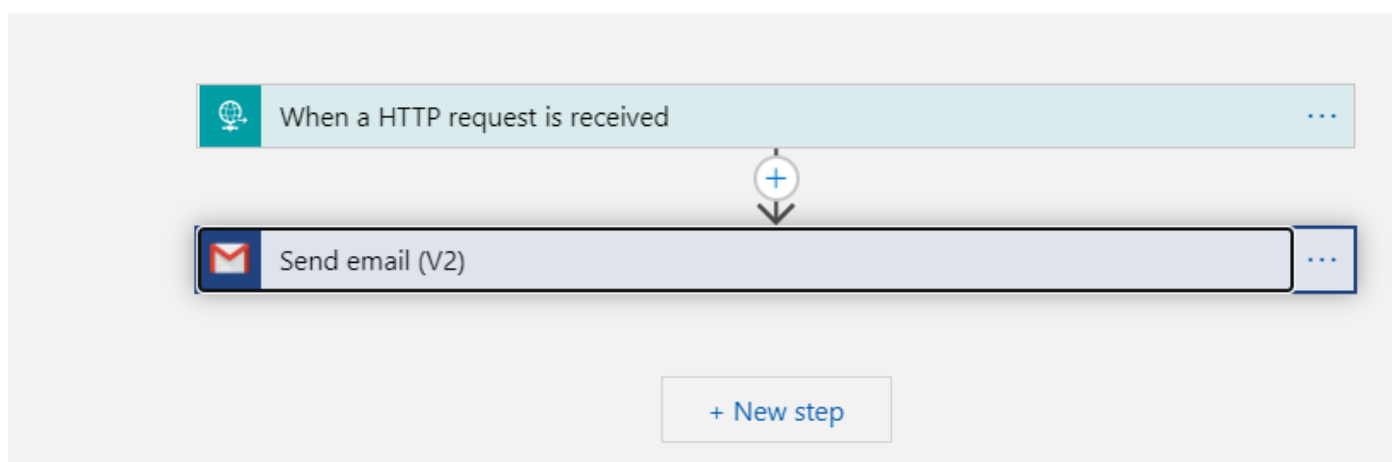 When a HTTP request is received
Send email (V2)
+ New step